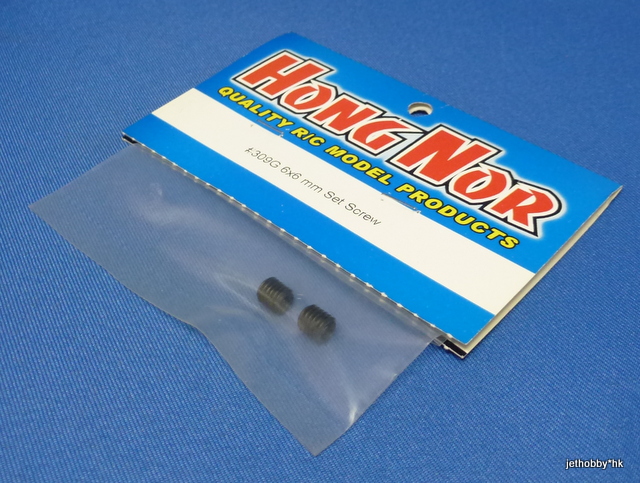 HONG NOR
QUALITY R/C MODEL PRODUCTS
#309G 6x6 mm Set Screw
jethobby*hk